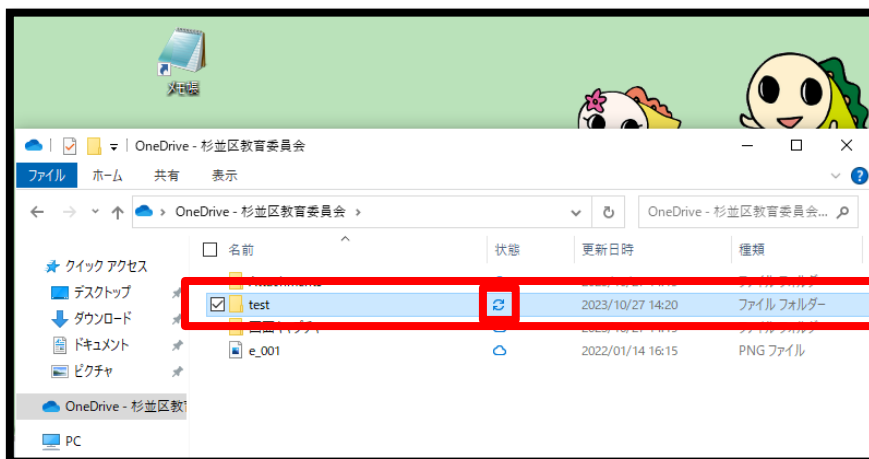 メモ帳
OneDrive - 杉並区教育委員会
ファイル ホーム 共有 表示
OneDrive - 杉並区教育委員会 OneDrive - 杉並区教育委員会...
名前 状態 更新日時 種類
クイック アクセス
デスクトップ
test 2023/10/27 14:20 ファイル フォルダー
ダウンロード
ドキュメント
e_001 2022/01/14 16:15 PNG ファイル
ピクチャ
OneDrive - 杉並区教
PC